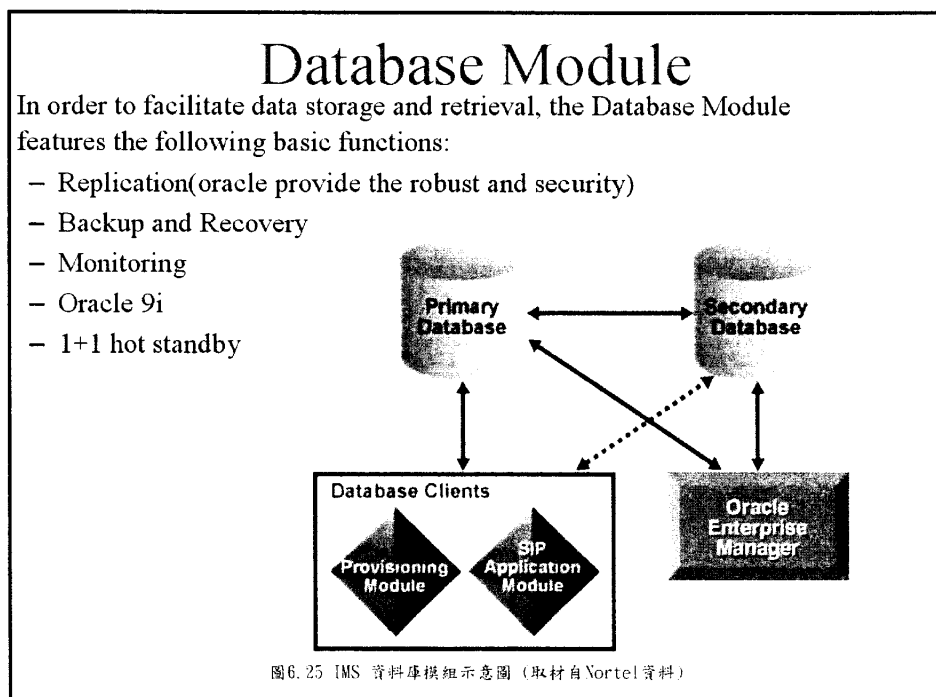 Database Module
In order to facilitate data storage and retrieval, the Database Module
features the following basic functions:
– Replication(oracle provide the robust and security)
– Backup and Recovery
– Monitoring
– Oracle 9i
– 1+1 hot standby
Primary
Database
Secondary
Database
Database Clients
Provisioning
Module
SIP
Application
Module
Oracle
Enterprise
Manager
圖6.25 IMS 資料庫模組示意圖 (取材自Nortel資料)